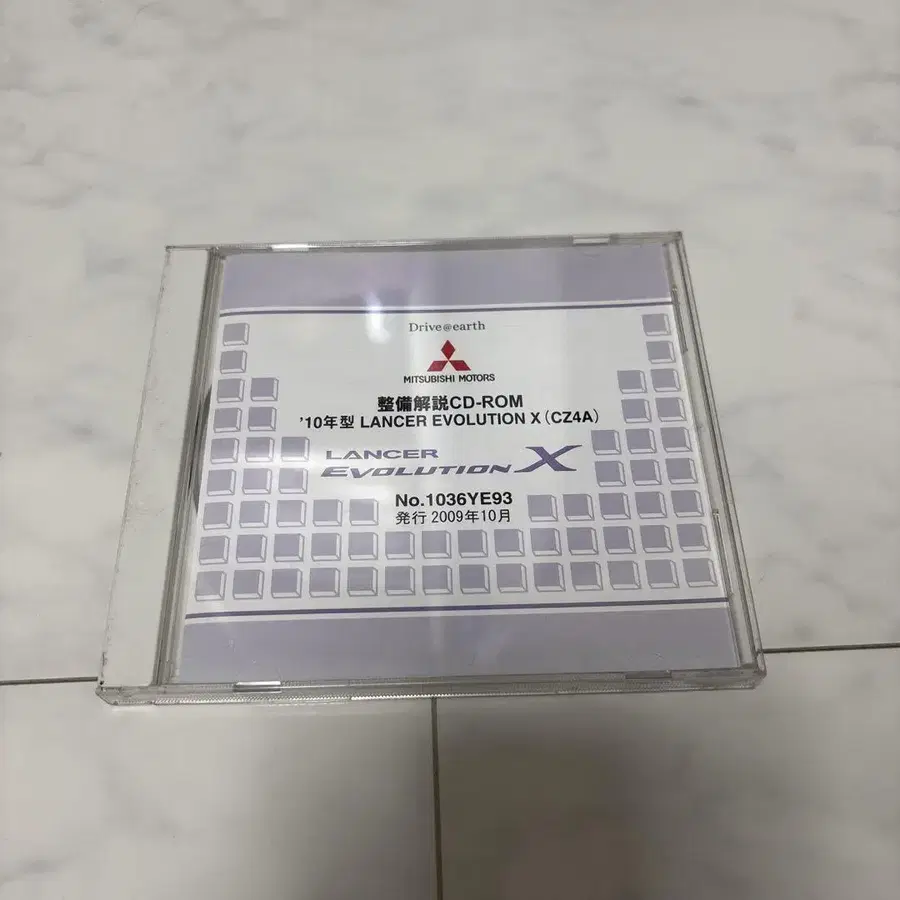 Drive@earth
MITSUBISHI MOTORS
整備解説CD-ROM
'10年型 LANCER EVOLUTION X (CZ4A)
LANCER
EVOLUTION X
No.1036YE93
発行 2009年10月